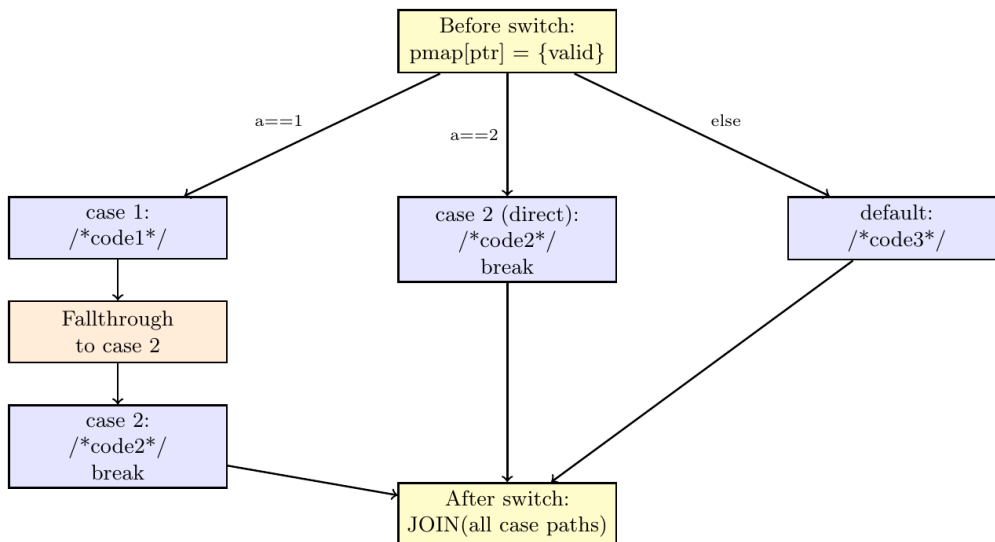 Before switch:
pmap[ptr] = {valid}
a==1
a==2
else
case 1:
/*code1*/
case 2 (direct):
/*code2*/
break
default:
/*code3*/
Fallthrough
to case 2
case 2:
/*code2*/
break
After switch:
JOIN(all case paths)